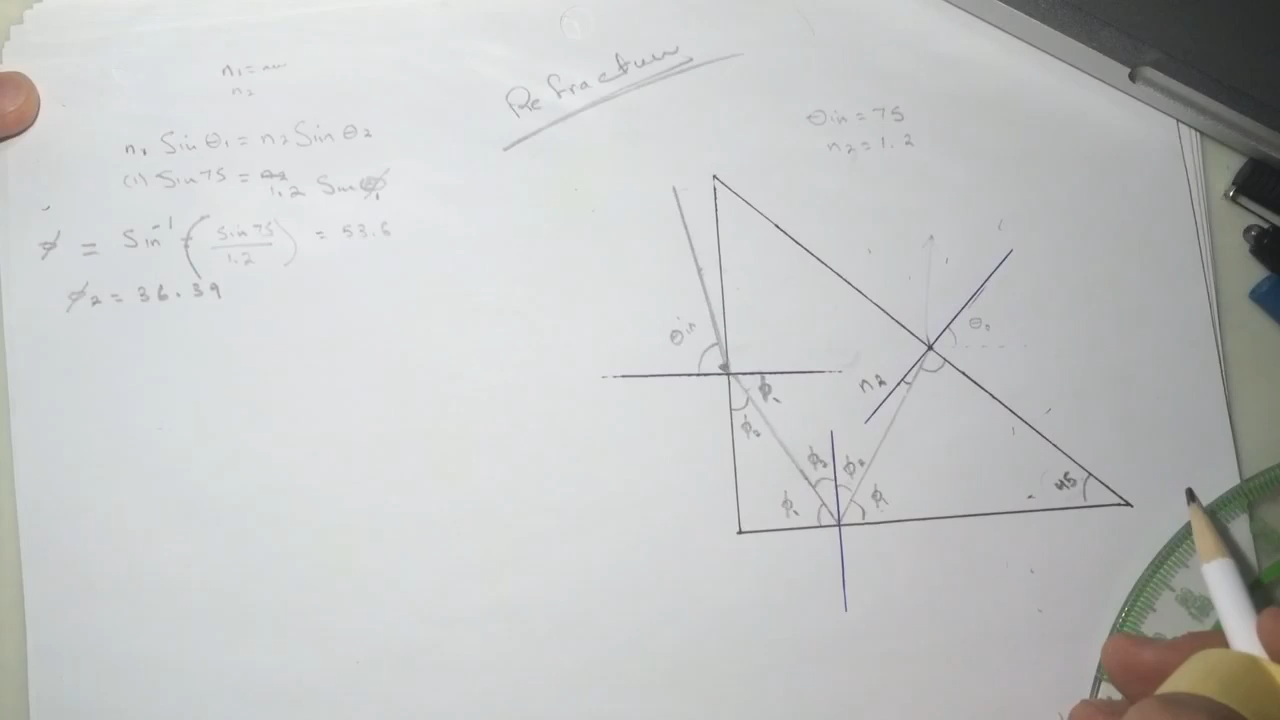 Refraction
n₁ = air
n₂
n₁ Sin θ₁ = n₂ Sin θ₂
(1) Sin 75 = 1.2 Sin ϕ₁
ϕ = Sin⁻¹ (sin 75 / 1.2) = 53.6
ϕ₂ = 36.39
θin = 75
n₂ = 1.2
θin
θ₀
n2
ϕ₁
ϕ₂
ϕ₂ ϕ₂
ϕ₁ ϕ₁
45